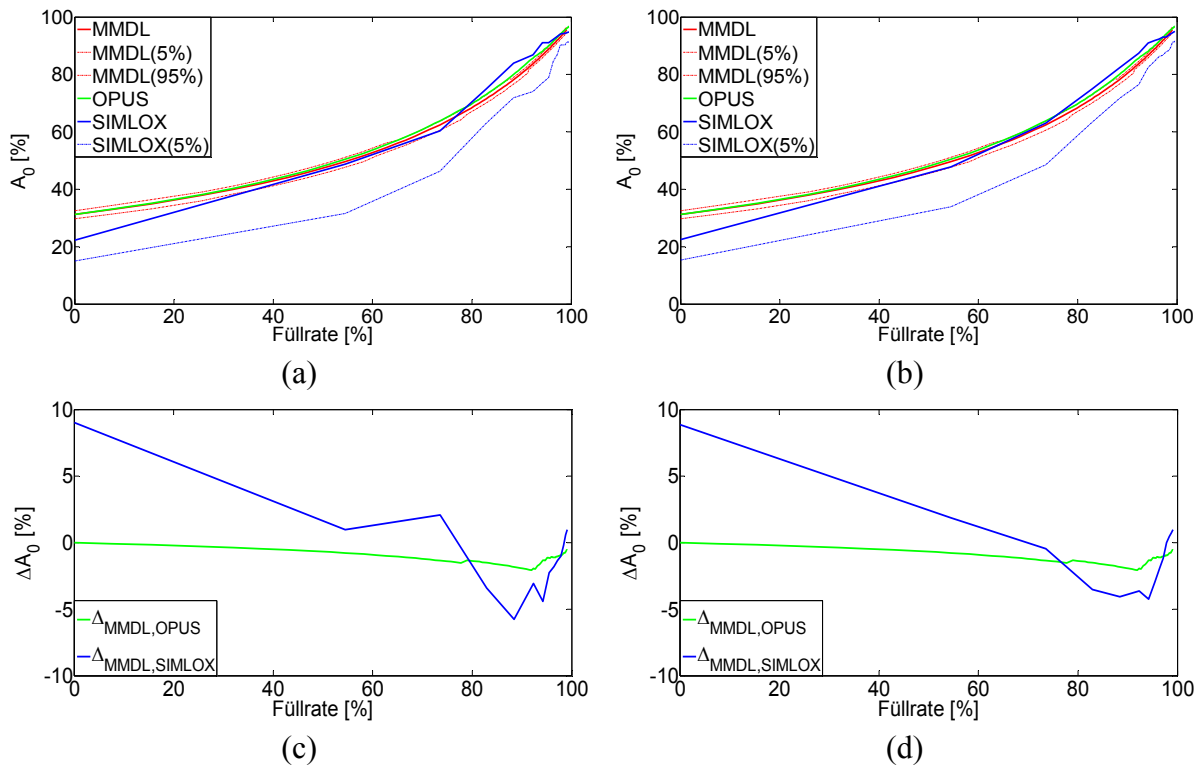 100
80
60
40
20
0
A0 [%]
MMDL
MMDL(5%)
MMDL(95%)
OPUS
SIMLOX
SIMLOX(5%)
0 20 40 60 80 100
Füllrate [%]
(a)
100
80
60
40
20
0
A0 [%]
MMDL
MMDL(5%)
MMDL(95%)
OPUS
SIMLOX
SIMLOX(5%)
0 20 40 60 80 100
Füllrate [%]
(b)
10
5
0
-5
-10
ΔA0 [%]
ΔMMDL,OPUS
ΔMMDL,SIMLOX
0 20 40 60 80 100
Füllrate [%]
(c)
10
5
0
-5
-10
ΔA0 [%]
ΔMMDL,OPUS
ΔMMDL,SIMLOX
0 20 40 60 80 100
Füllrate [%]
(d)